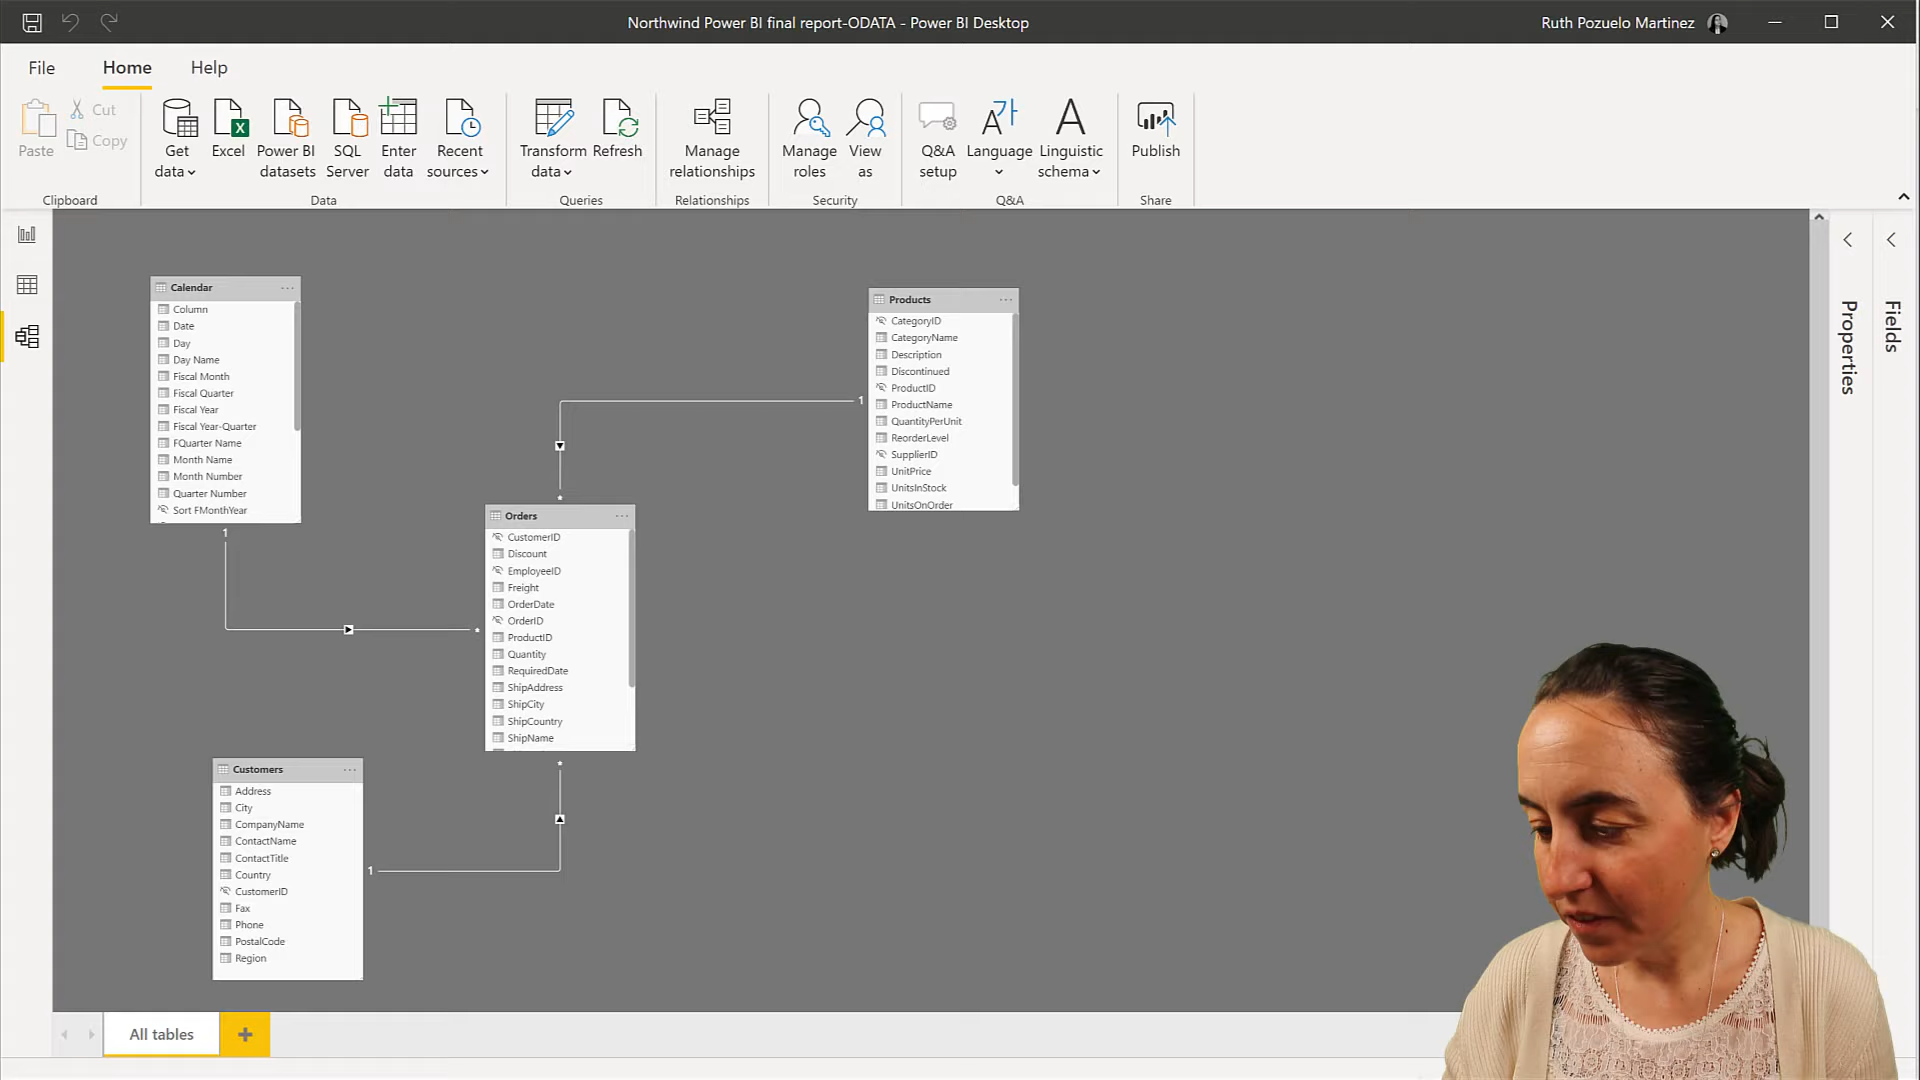 Northwind Power BI final report-ODATA - Power BI Desktop
Ruth Pozuelo Martinez
File
Home
Help
Paste
Cut
Copy
Clipboard
Get data
Excel
Power BI datasets
SQL Server
Enter data
Recent sources
Data
Transform data
Refresh
Queries
Manage relationships
Relationships
Manage roles
View as
Security
Q&A setup
Language
Linguistic schema
Q&A
Publish
Share
Calendar
Column
Date
Day
Day Name
Fiscal Month
Fiscal Quarter
Fiscal Year
Fiscal Year-Quarter
FQuarter Name
Month Name
Month Number
Quarter Number
Sort FMonthYear
1
*
Products
CategoryID
CategoryName
Description
Discontinued
ProductID
ProductName
QuantityPerUnit
ReorderLevel
SupplierID
UnitPrice
UnitsInStock
UnitsOnOrder
1
*
Orders
CustomerID
Discount
EmployeeID
Freight
OrderDate
OrderID
ProductID
Quantity
RequiredDate
ShipAddress
ShipCity
ShipCountry
ShipName
*
Customers
Address
City
CompanyName
ContactName
ContactTitle
Country
CustomerID
Fax
Phone
PostalCode
Region
1
Properties
Fields
All tables